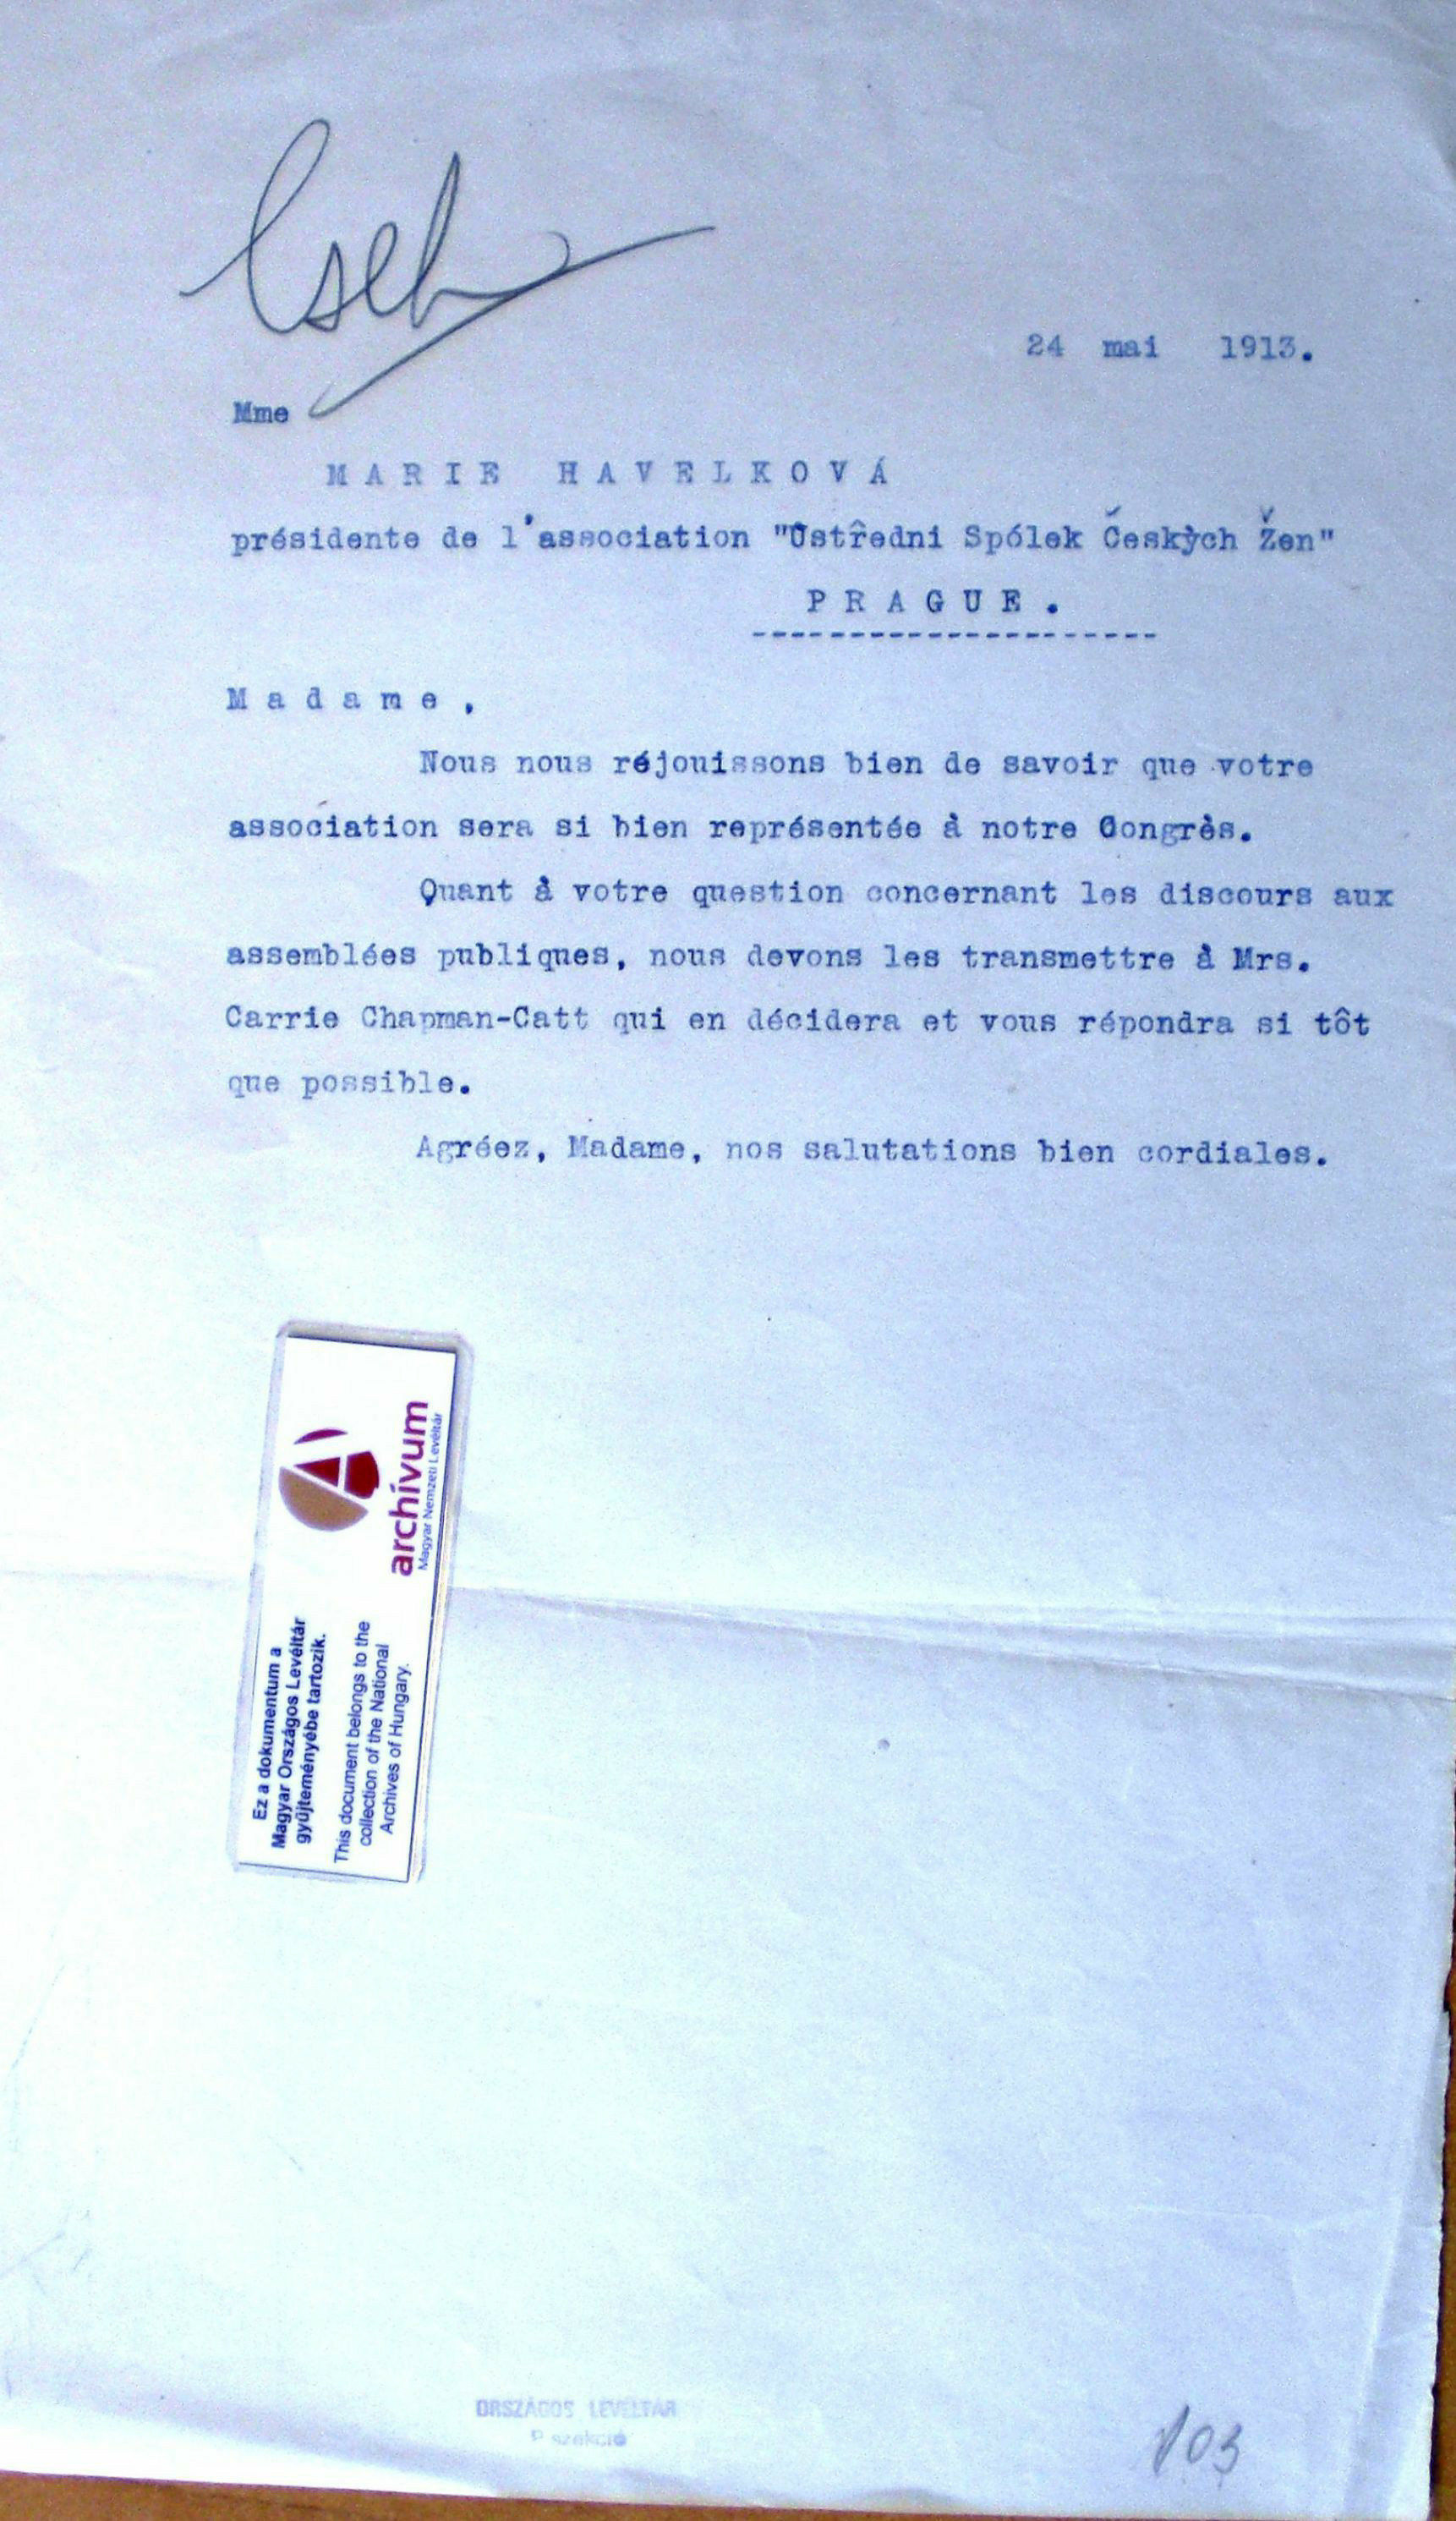 Cseh
24 mai 1913.
Mme
MARIE HAVELKOVÁ
présidente de l'association "Ustředni Spólek Českých Žen"
PRAGUE.
---------------------
Madame,
Nous nous réjouissons bien de savoir que votre
association sera si bien représentée à notre Congrès.
Quant à votre question concernant les discours aux
assemblées publiques, nous devons les transmettre à Mrs.
Carrie Chapman-Catt qui en décidera et vous répondra si tôt
que possible.
Agréez, Madame, nos salutations bien cordiales.
archívum
Magyar Nemzeti Levéltár
Ez a dokumentum a
Magyar Országos Levéltár
gyűjteményébe tartozik.
This document belongs to the
collection of the National
Archives of Hungary.
ORSZÁGOS LEVÉLTÁR
P szekció
103